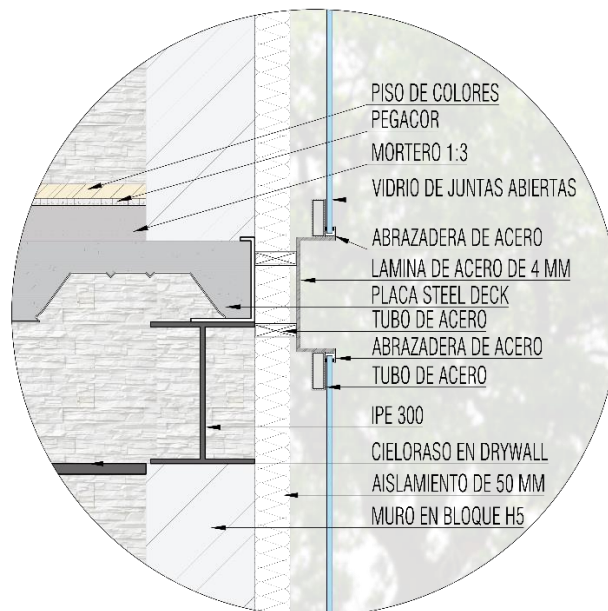 PISO DE COLORES
PEGACOR
MORTERO 1:3
VIDRIO DE JUNTAS ABIERTAS
ABRAZADERA DE ACERO
LAMINA DE ACERO DE 4 MM
PLACA STEEL DECK
TUBO DE ACERO
ABRAZADERA DE ACERO
TUBO DE ACERO
IPE 300
CIELORASO EN DRYWALL
AISLAMIENTO DE 50 MM
MURO EN BLOQUE H5